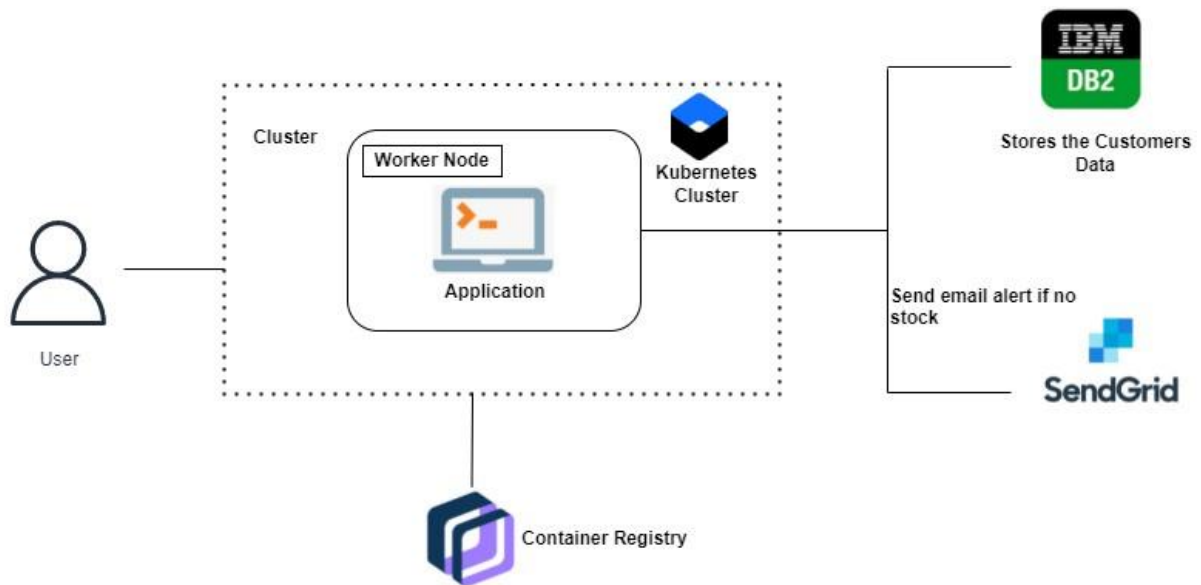 IBM
DB2
Stores the Customers
Data
Cluster
Worker Node
Kubernetes
Cluster
Application
User
Send email alert if no
stock
SendGrid
Container Registry